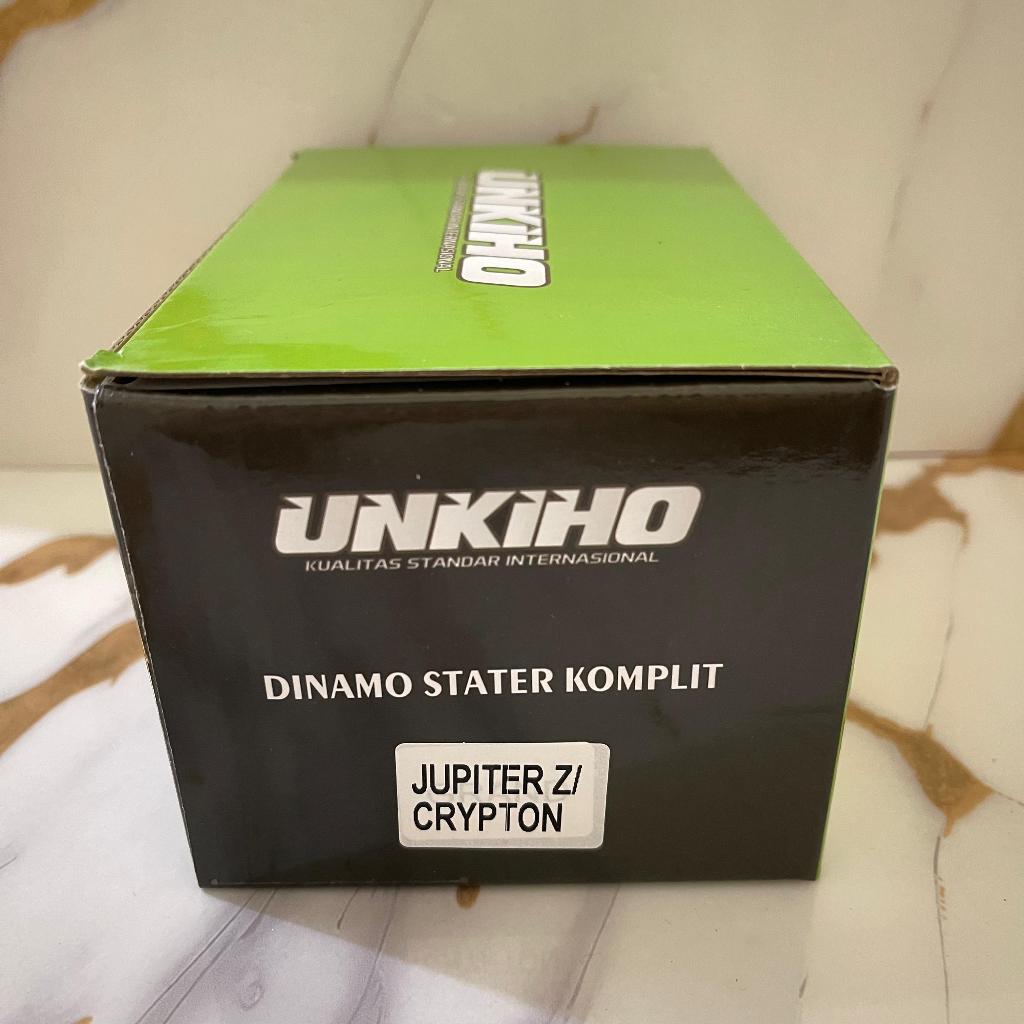 UNKIHO
UNKIHO
KUALITAS STANDAR INTERNASIONAL
DINAMO STATER KOMPLIT
JUPITER Z/
CRYPTON